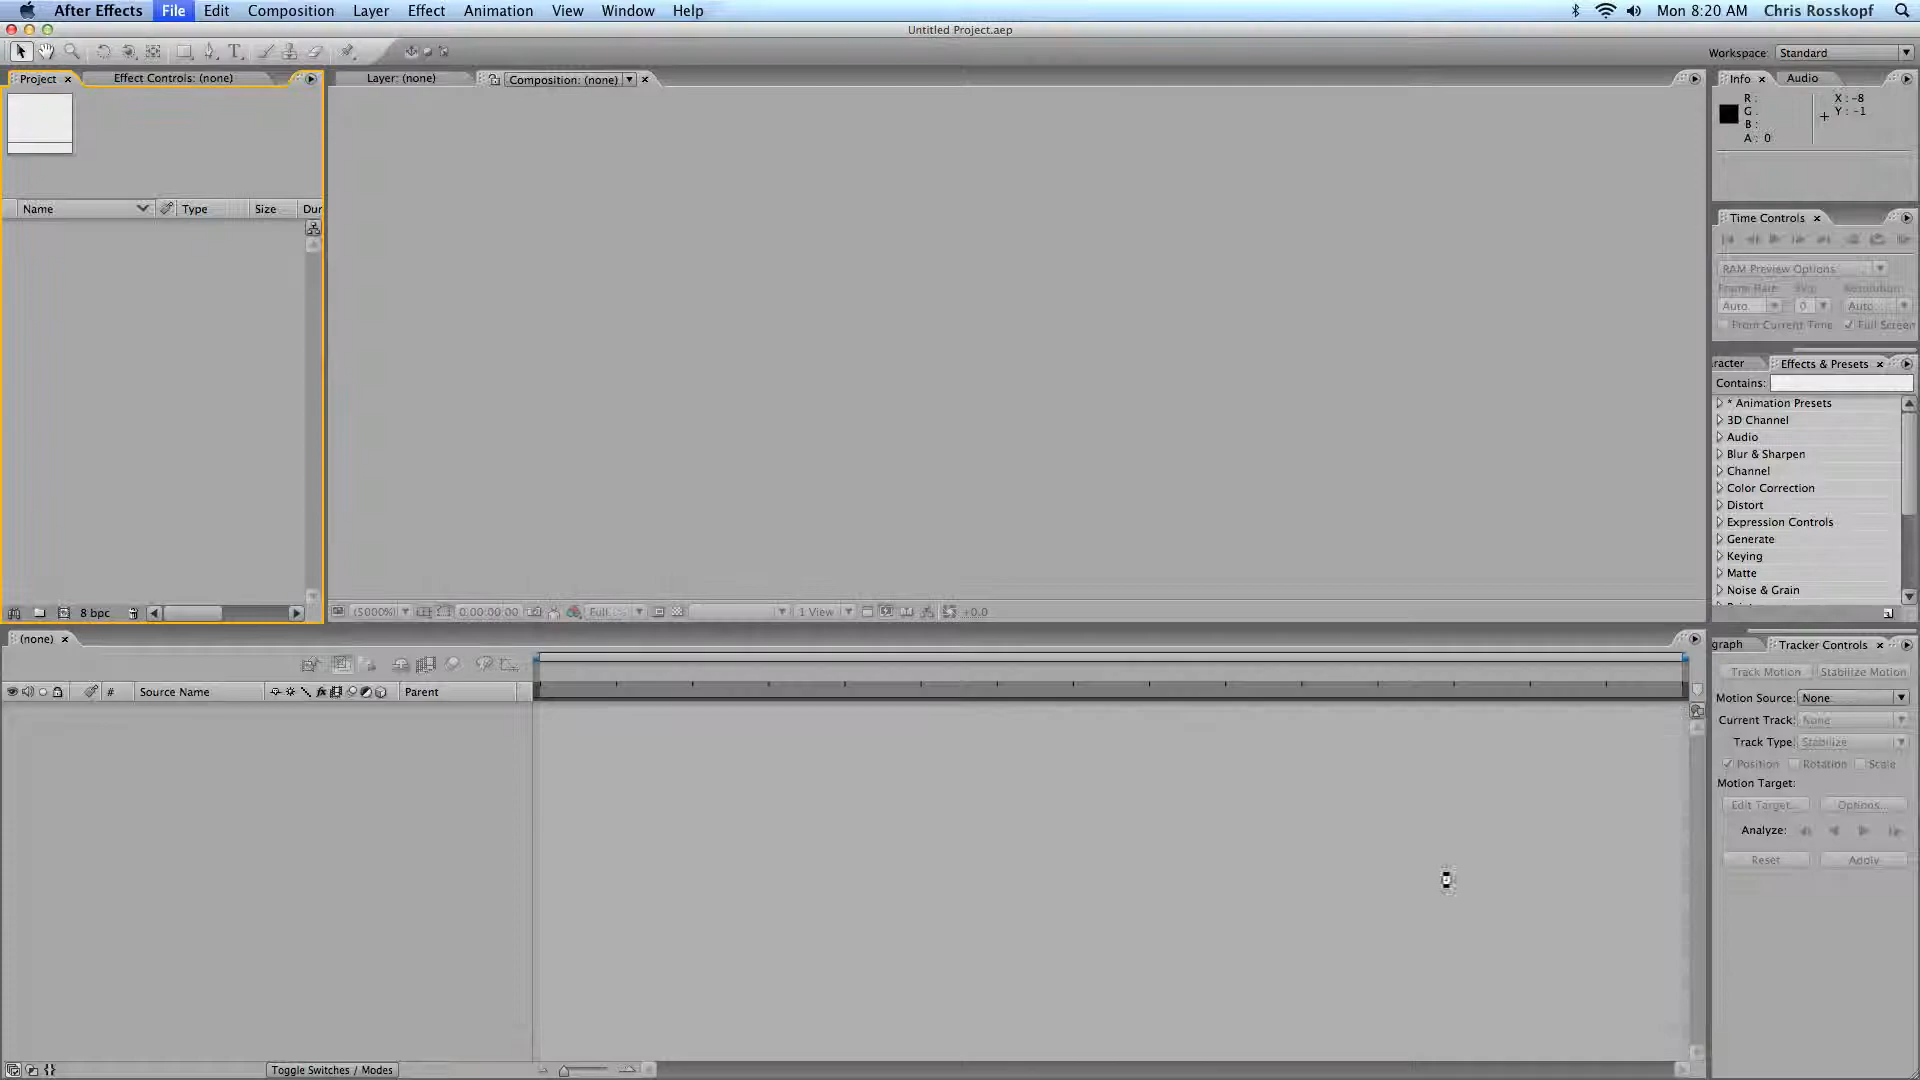 After Effects File Edit Composition Layer Effect Animation View Window Help Mon 8:20 AM Chris Rosskopf
Untitled Project.aep
Workspace: Standard
Project Effect Controls: (none) Layer: (none) Composition: (none) Info Audio
R :
G :
B :
A : 0
X : -8
Y : -1
Name Type Size Dur
Time Controls
RAM Preview Options
Frame Rate Skip Resolution
Auto 0 Auto
From Current Time Full Screen
racter Effects & Presets
Contains:
* Animation Presets
3D Channel
Audio
Blur & Sharpen
Channel
Color Correction
Distort
Expression Controls
Generate
Keying
Matte
Noise & Grain
8 bpc (5000%) 0:00:00:00 Full 1 View +0.0
(none)
# Source Name Parent
graph Tracker Controls
Track Motion Stabilize Motion
Motion Source: None
Current Track: None
Track Type: Stabilize
Position Rotation Scale
Motion Target:
Edit Target... Options...
Analyze:
Reset Apply
Toggle Switches / Modes